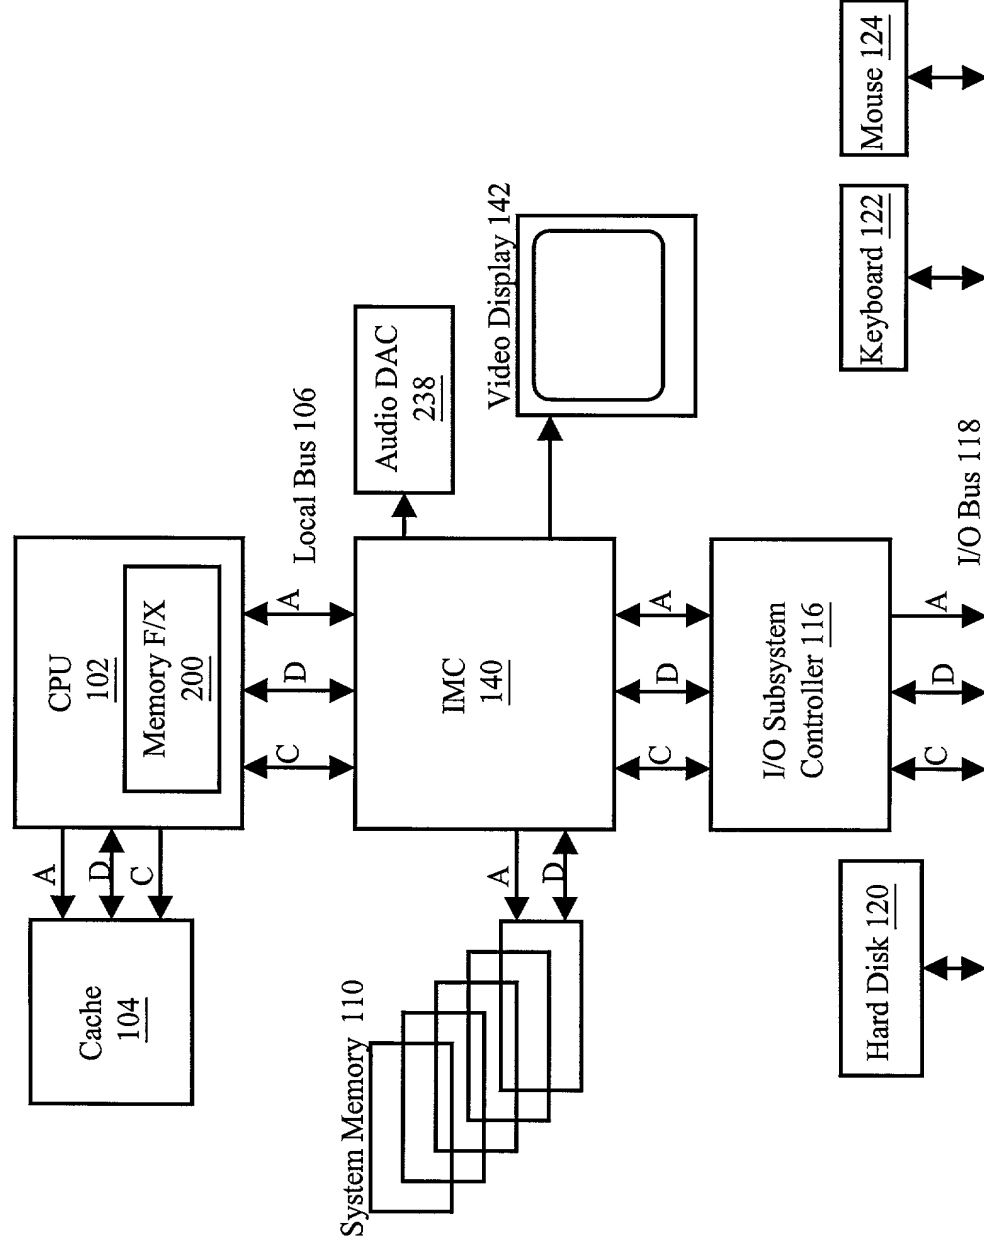 Cache
104
A
D
C
CPU
102
Memory F/X
200
C
D
A
Local Bus 106
System Memory 110
A
D
IMC
140
Audio DAC
238
Video Display 142
C
D
A
I/O Subsystem
Controller 116
Hard Disk 120
Keyboard 122
Mouse 124
C
D
A
I/O Bus 118